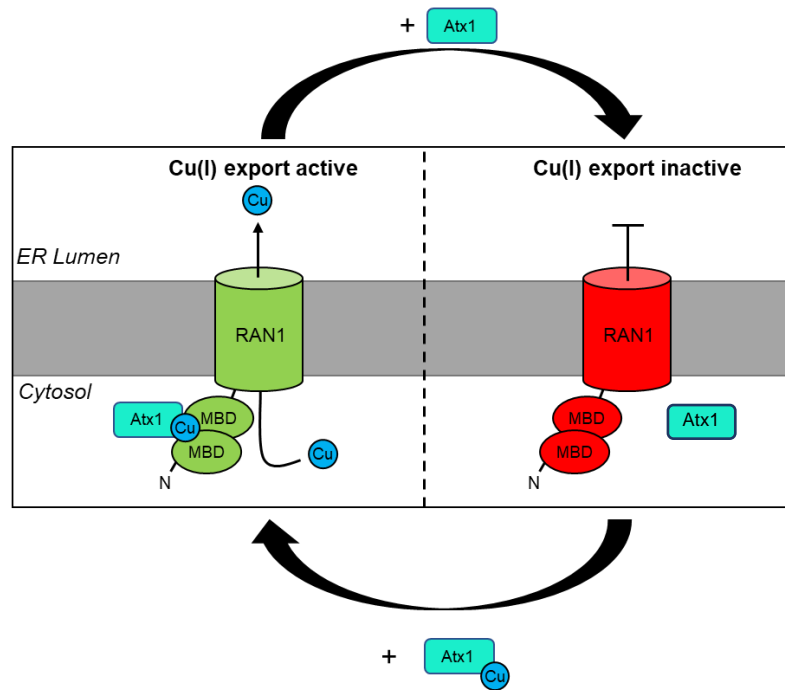 + Atx1
Cu(I) export active
Cu(I) export inactive
Cu
ER Lumen
RAN1
RAN1
Cytosol
Atx1
Cu
MBD
MBD
N
Cu
MBD
MBD
N
Atx1
+ Atx1
Cu